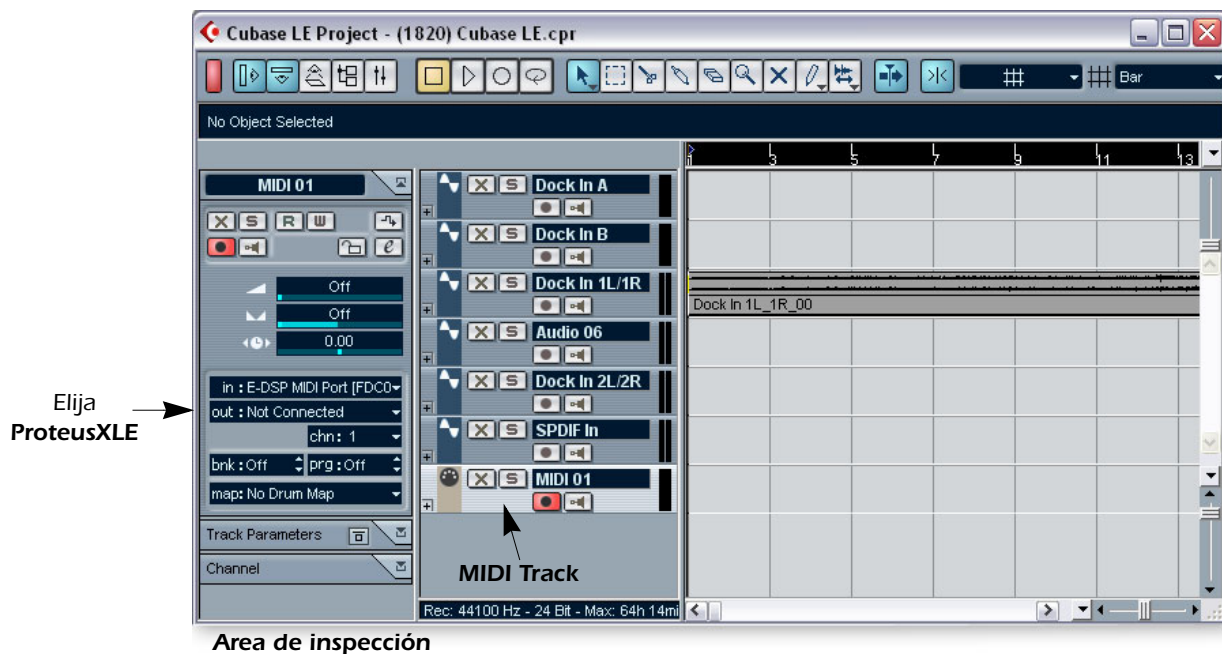 Cubase LE Project - (1820) Cubase LE.cpr
Bar
No Object Selected
1 3 5 7 9 11 13
MIDI 01
X S R W
e
Off
Off
0.00
in : E-DSP MIDI Port [FDC0
out : Not Connected
chn: 1
bnk : Off prg : Off
map: No Drum Map
Track Parameters
Channel
X S Dock In A
X S Dock In B
X S Dock In 1L/1R
X S Audio 06
X S Dock In 2L/2R
X S SPDIF In
X S MIDI 01
Dock In 1L_1R_00
Elija
ProteusXLE
MIDI Track
Rec: 44100 Hz - 24 Bit - Max: 64h 14mi
Area de inspección